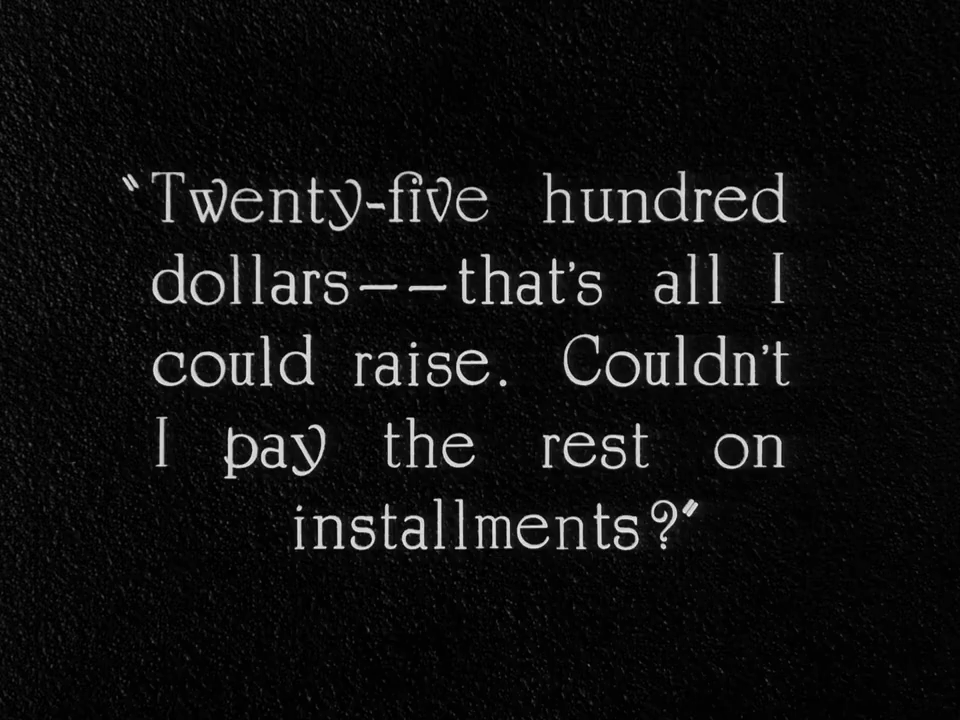 "Twenty-five hundred
dollars--that's all I
could raise. Couldn't
I pay the rest on
installments?"